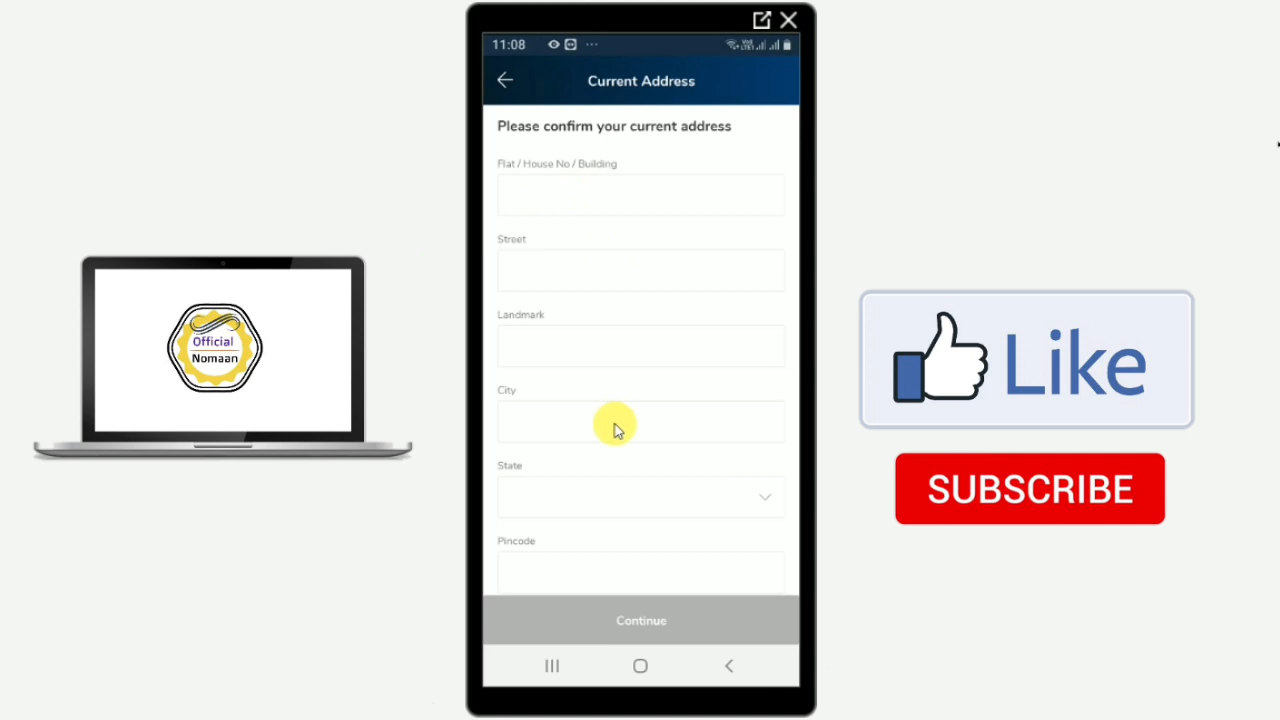 11:08
Current Address
Please confirm your current address
Flat / House No / Building
Street
Landmark
City
State
Pincode
Continue
Official
Nomaan
Like
SUBSCRIBE